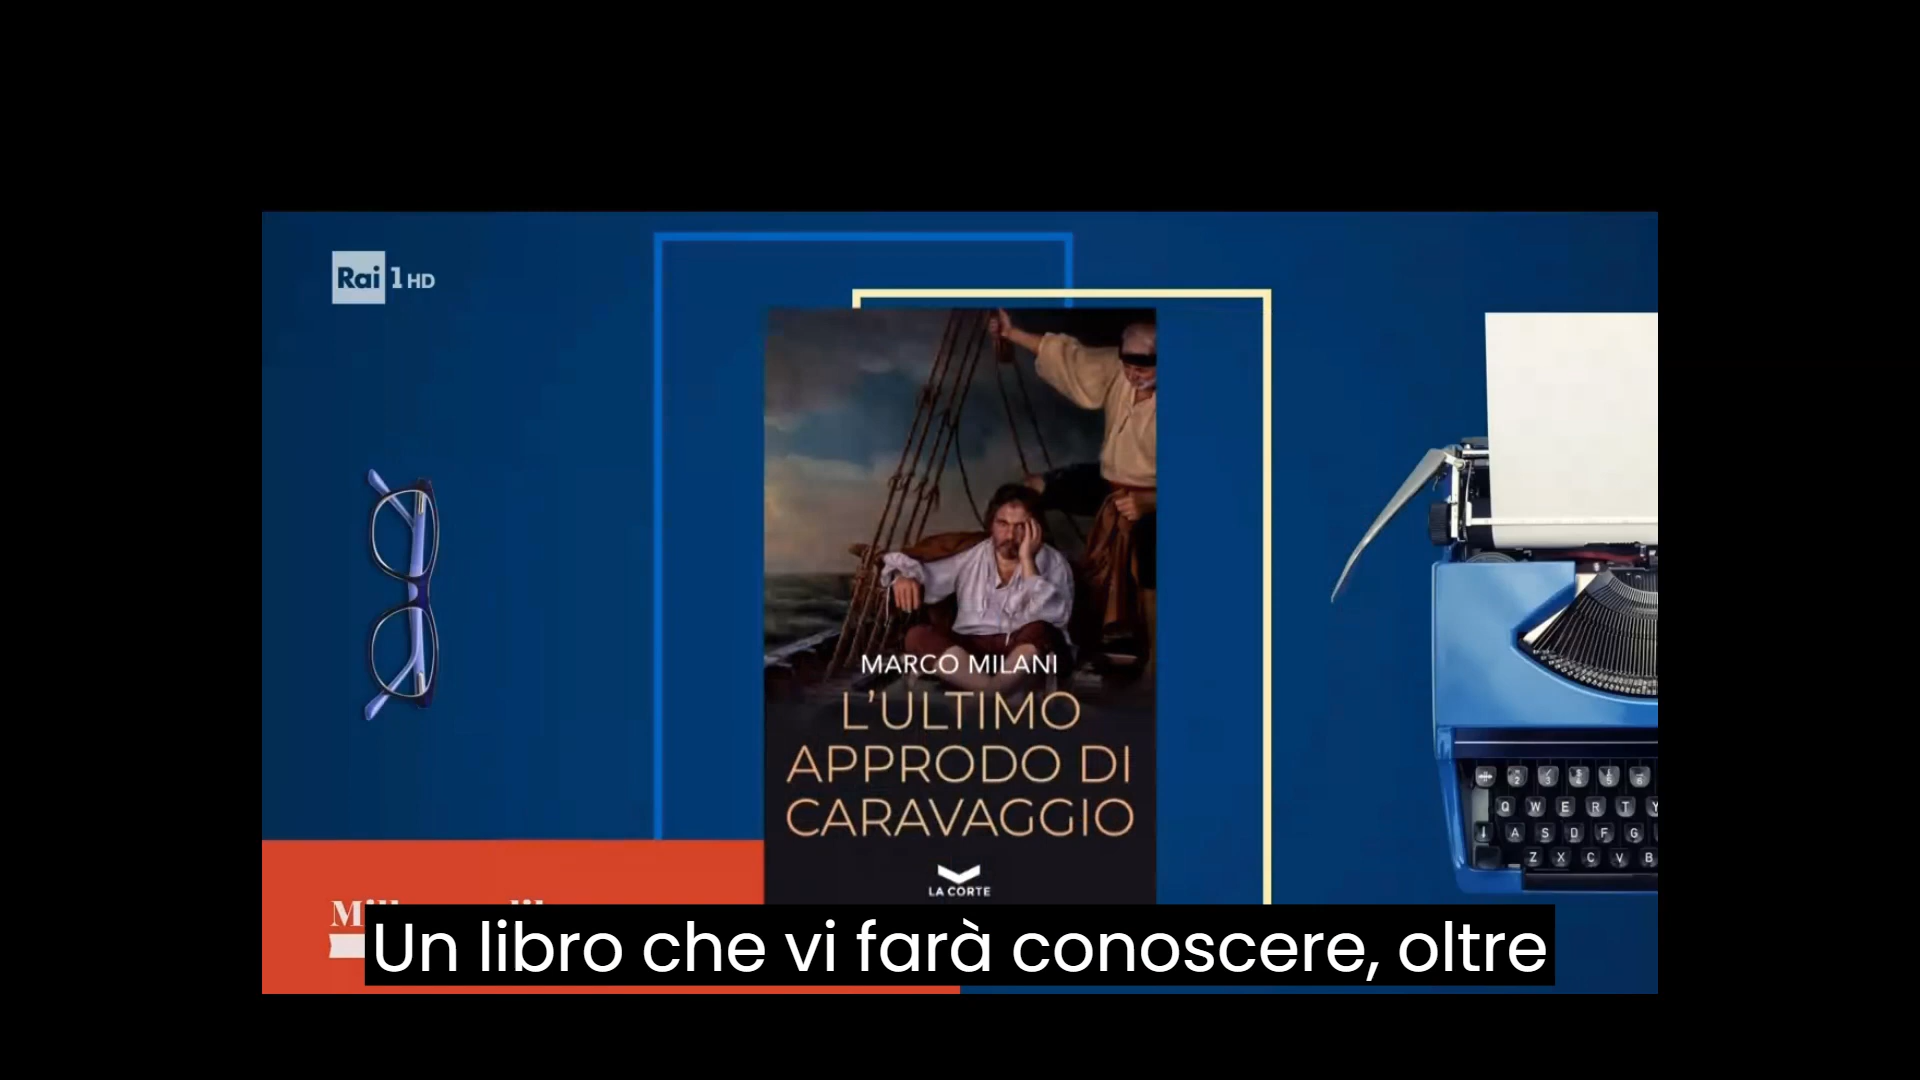 Rai 1 HD
MARCO MILANI
L'ULTIMO
APPRODO DI
CARAVAGGIO
LA CORTE
Un libro che vi farà conoscere, oltre
Q W E R T Y
A S D F G
Z X C V B